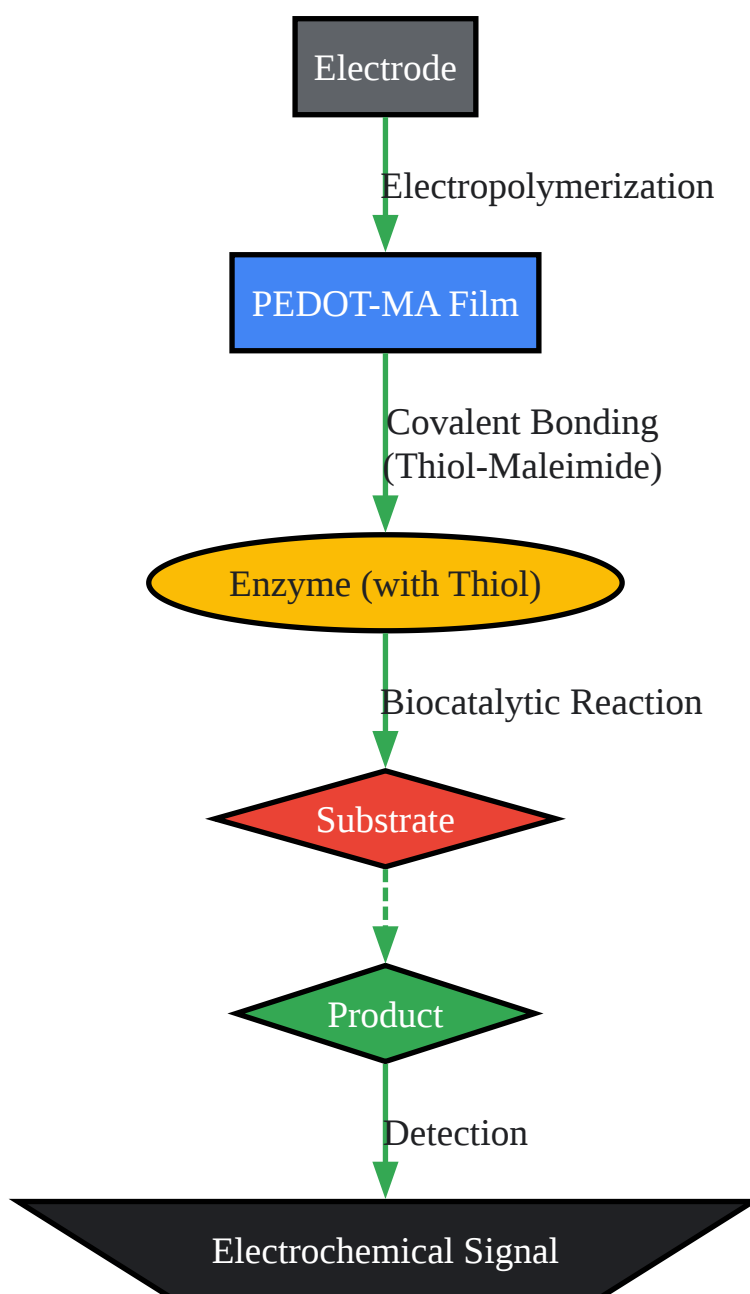 Electrode
Electropolymerization
PEDOT-MA Film
Covalent Bonding
(Thiol-Maleimide)
Enzyme (with Thiol)
Biocatalytic Reaction
Substrate
Product
Detection
Electrochemical Signal